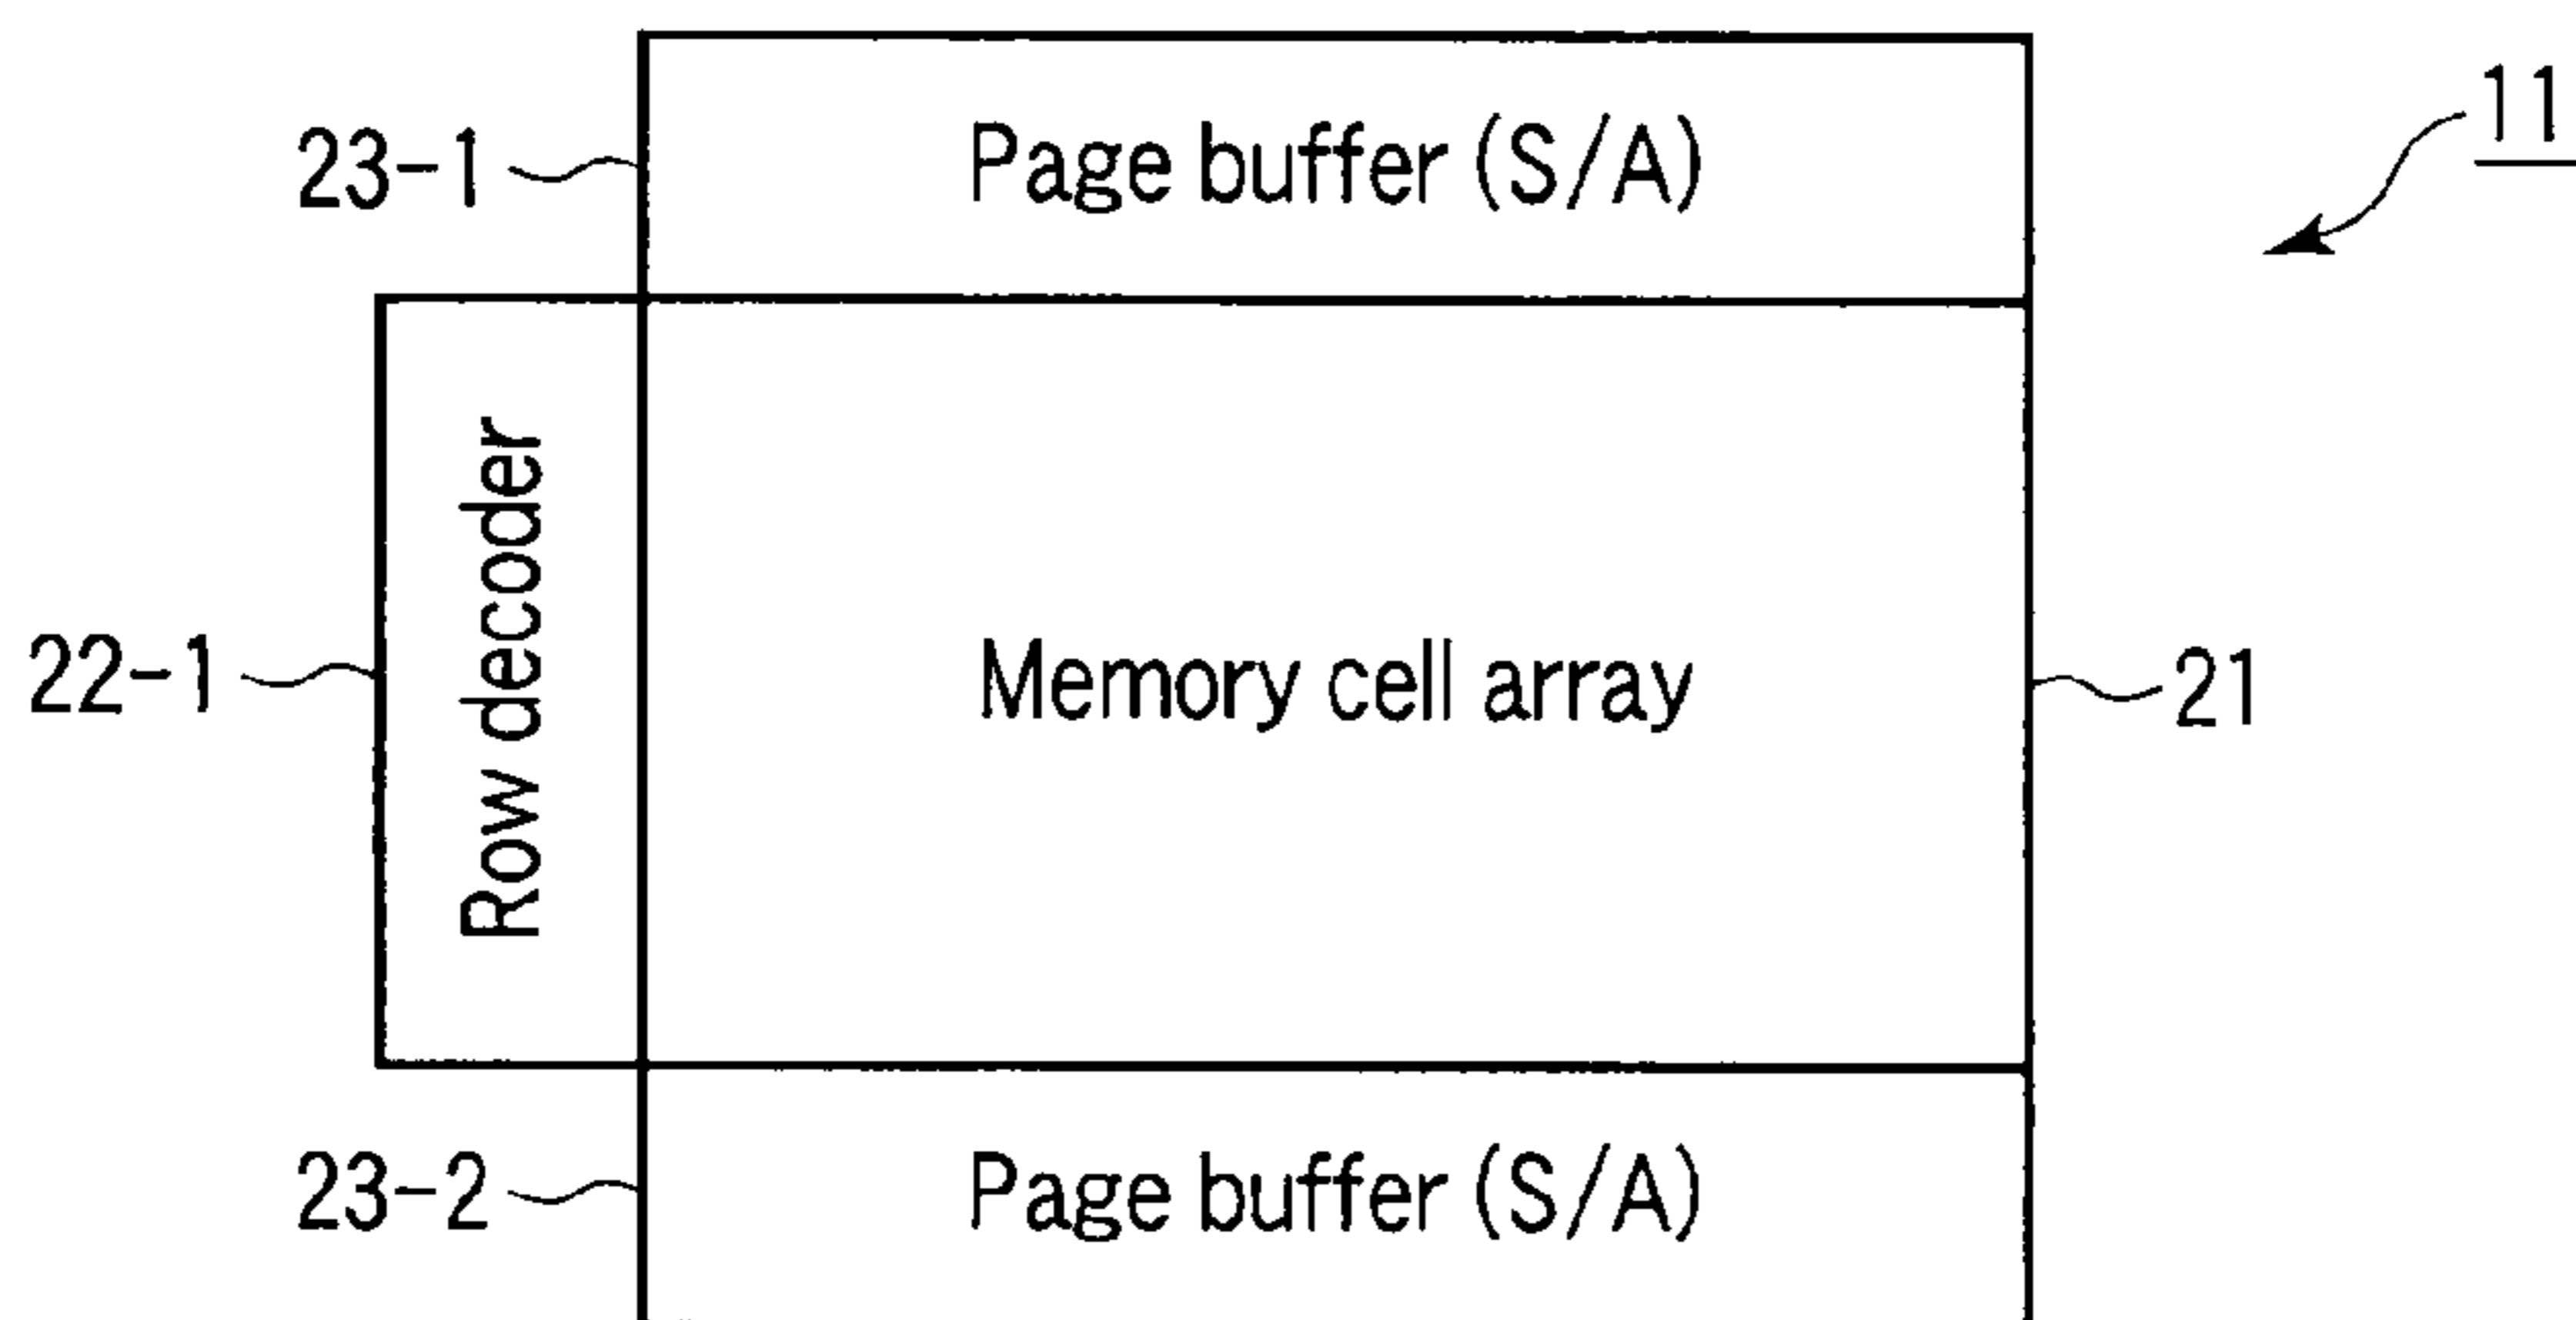 11
23-1
Page buffer (S/A)
22-1
Row decoder
Memory cell array
21
23-2
Page buffer (S/A)